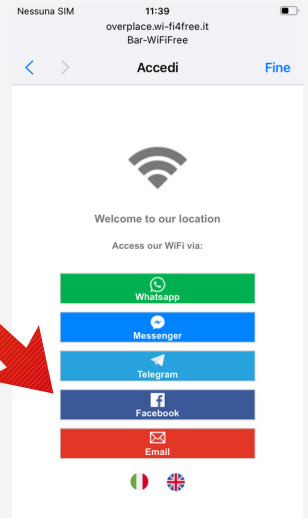 Nessuna SIM 11:39
overplace.wi-fi4free.it
Bar-WiFiFree
Accedi Fine
Welcome to our location
Access our WiFi via:
Whatsapp
Messenger
Telegram
Facebook
Email